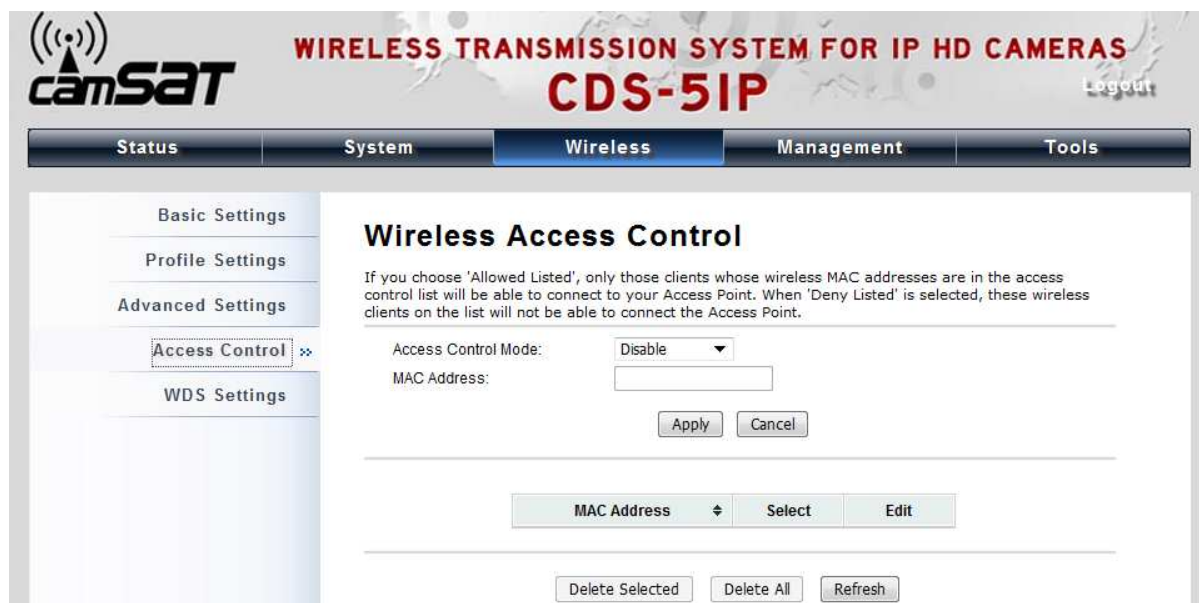 camSAT
WIRELESS TRANSMISSION SYSTEM FOR IP HD CAMERAS
CDS-5IP
Logout
Status System Wireless Management Tools
Basic Settings
Profile Settings
Advanced Settings
Access Control »
WDS Settings
Wireless Access Control
If you choose 'Allowed Listed', only those clients whose wireless MAC addresses are in the access
control list will be able to connect to your Access Point. When 'Deny Listed' is selected, these wireless
clients on the list will not be able to connect the Access Point.
Access Control Mode: Disable
MAC Address:
Apply Cancel
MAC Address Select Edit
Delete Selected Delete All Refresh